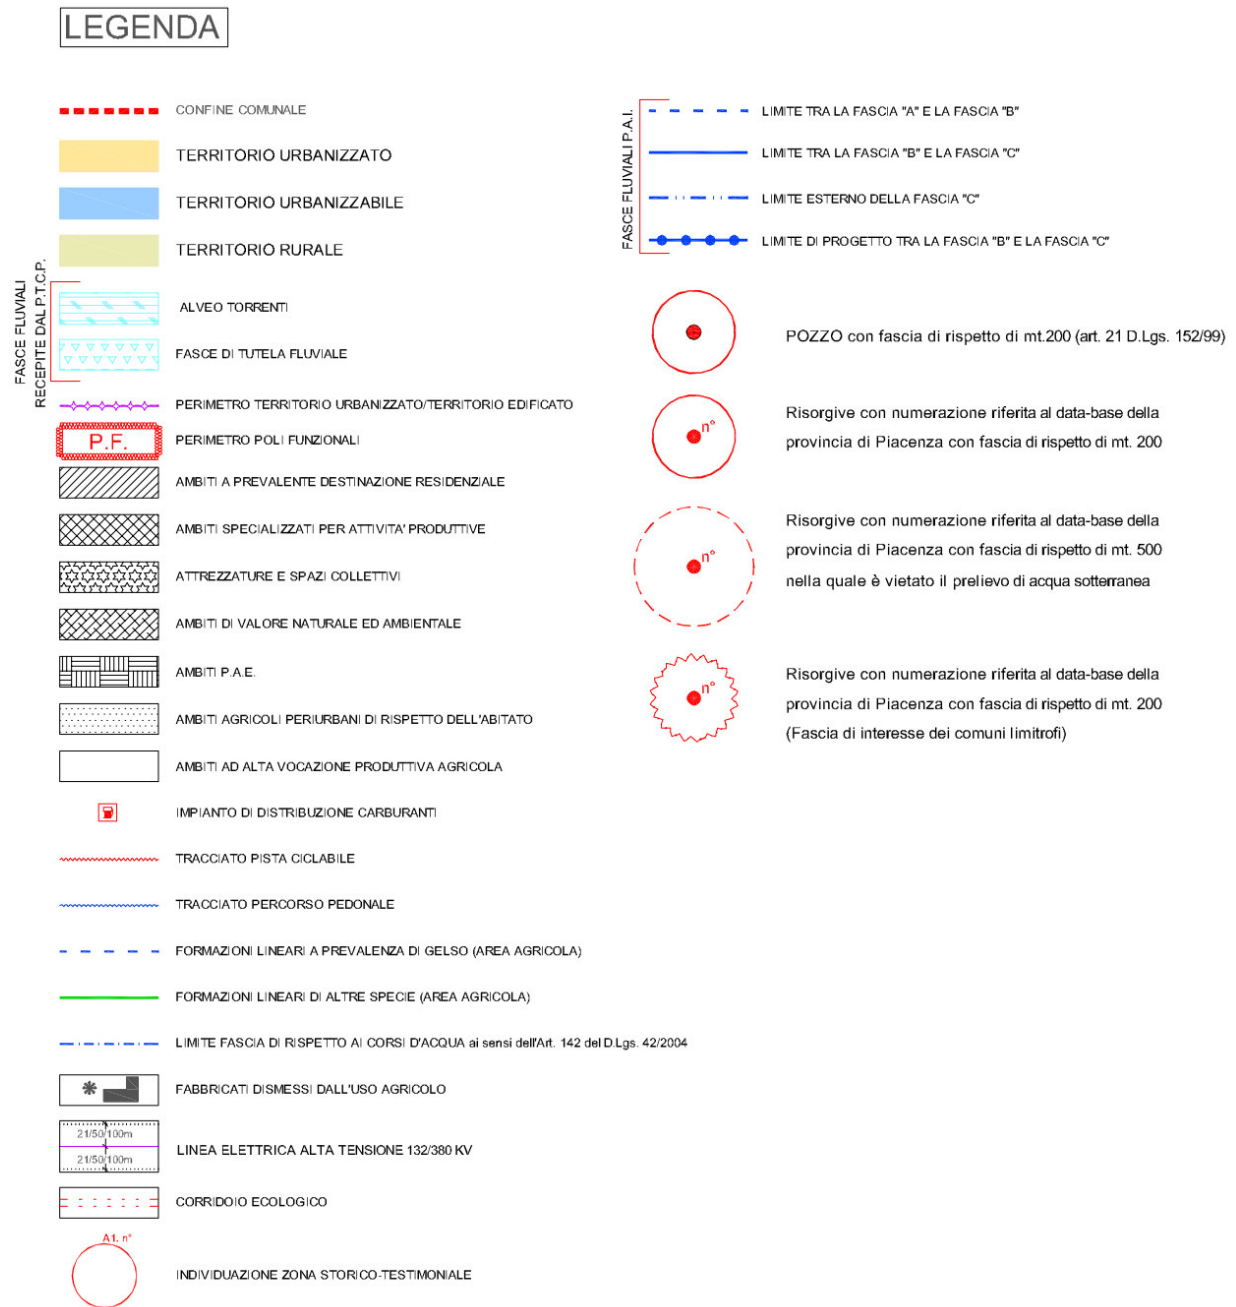 LEGENDA
CONFINE COMUNALE
TERRITORIO URBANIZZATO
TERRITORIO URBANIZZABILE
TERRITORIO RURALE
FASCE FLUVIALI
RECEPITE DAL P.T.C.P.
ALVEO TORRENTI
FASCE DI TUTELA FLUVIALE
PERIMETRO TERRITORIO URBANIZZATO/TERRITORIO EDIFICATO
P.F.
PERIMETRO POLI FUNZIONALI
AMBITI A PREVALENTE DESTINAZIONE RESIDENZIALE
AMBITI SPECIALIZZATI PER ATTIVITA' PRODUTTIVE
ATTREZZATURE E SPAZI COLLETTIVI
AMBITI DI VALORE NATURALE ED AMBIENTALE
AMBITI P.A.E.
AMBITI AGRICOLI PERIURBANI DI RISPETTO DELL'ABITATO
AMBITI AD ALTA VOCAZIONE PRODUTTIVA AGRICOLA
IMPIANTO DI DISTRIBUZIONE CARBURANTI
TRACCIATO PISTA CICLABILE
TRACCIATO PERCORSO PEDONALE
FORMAZIONI LINEARI A PREVALENZA DI GELSO (AREA AGRICOLA)
FORMAZIONI LINEARI DI ALTRE SPECIE (AREA AGRICOLA)
LIMITE FASCIA DI RISPETTO AI CORSI D'ACQUA ai sensi dell'Art. 142 del D.Lgs. 42/2004
FABBRICATI DISMESSI DALL'USO AGRICOLO
21/50/100m
21/50/100m
LINEA ELETTRICA ALTA TENSIONE 132/380 KV
CORRIDOIO ECOLOGICO
A1. n°
INDIVIDUAZIONE ZONA STORICO-TESTIMONIALE
FASCE FLUVIALI P.A.I.
LIMITE TRA LA FASCIA "A" E LA FASCIA "B"
LIMITE TRA LA FASCIA "B" E LA FASCIA "C"
LIMITE ESTERNO DELLA FASCIA "C"
LIMITE DI PROGETTO TRA LA FASCIA "B" E LA FASCIA "C"
POZZO con fascia di rispetto di mt.200 (art. 21 D.Lgs. 152/99)
n°
Risorgive con numerazione riferita al data-base della
provincia di Piacenza con fascia di rispetto di mt. 200
n°
Risorgive con numerazione riferita al data-base della
provincia di Piacenza con fascia di rispetto di mt. 500
nella quale è vietato il prelievo di acqua sotterranea
n°
Risorgive con numerazione riferita al data-base della
provincia di Piacenza con fascia di rispetto di mt. 200
(Fascia di interesse dei comuni limitrofi)